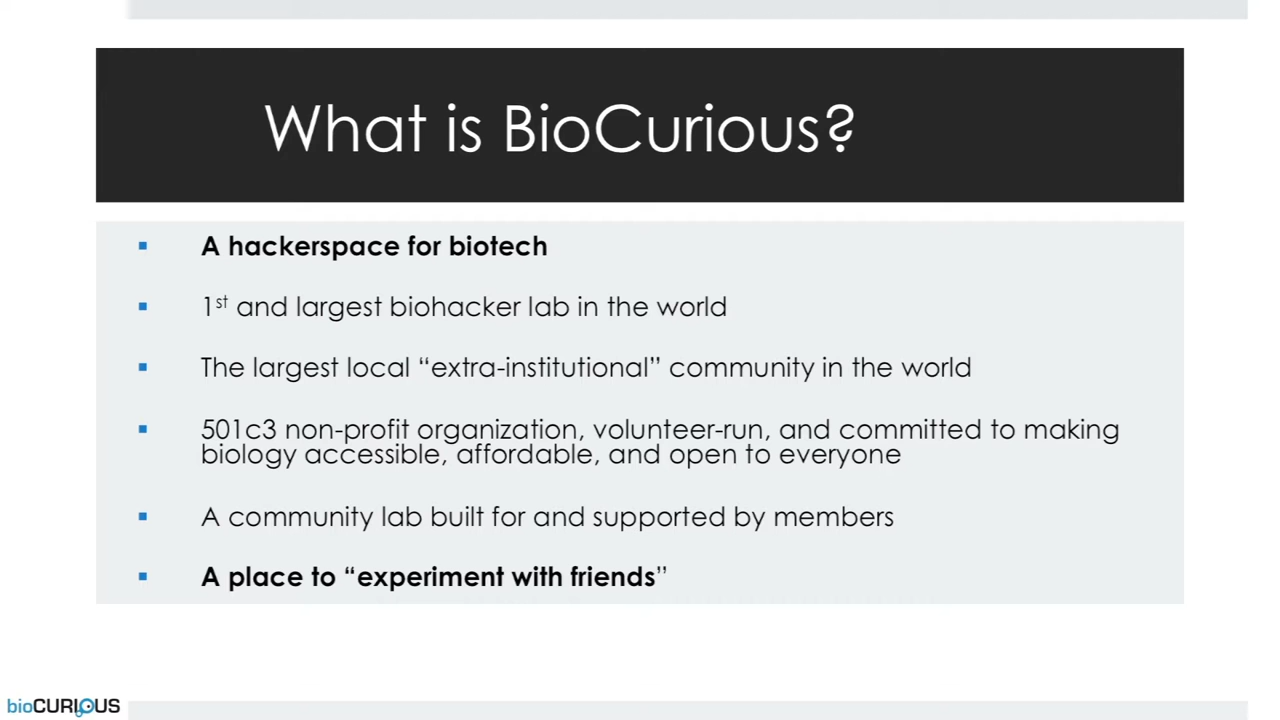 What is BioCurious?
▪ A hackerspace for biotech
▪ 1st and largest biohacker lab in the world
▪ The largest local “extra-institutional” community in the world
▪ 501c3 non-profit organization, volunteer-run, and committed to making
biology accessible, affordable, and open to everyone
▪ A community lab built for and supported by members
▪ A place to “experiment with friends”
bioCURIOUS